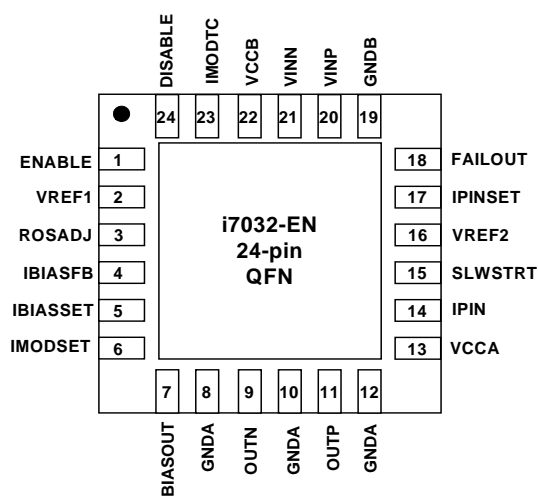 DISABLE
IMODTC
VCCB
VINN
VINP
GNDB
24
23
22
21
20
19
ENABLE 1
VREF1 2
ROSADJ 3
IBIASFB 4
IBIASSET 5
IMODSET 6
i7032-EN
24-pin
QFN
18 FAILOUT
17 IPINSET
16 VREF2
15 SLWSTRT
14 IPIN
13 VCCA
7
8
9
10
11
12
BIASOUT
GNDA
OUTN
GNDA
OUTP
GNDA